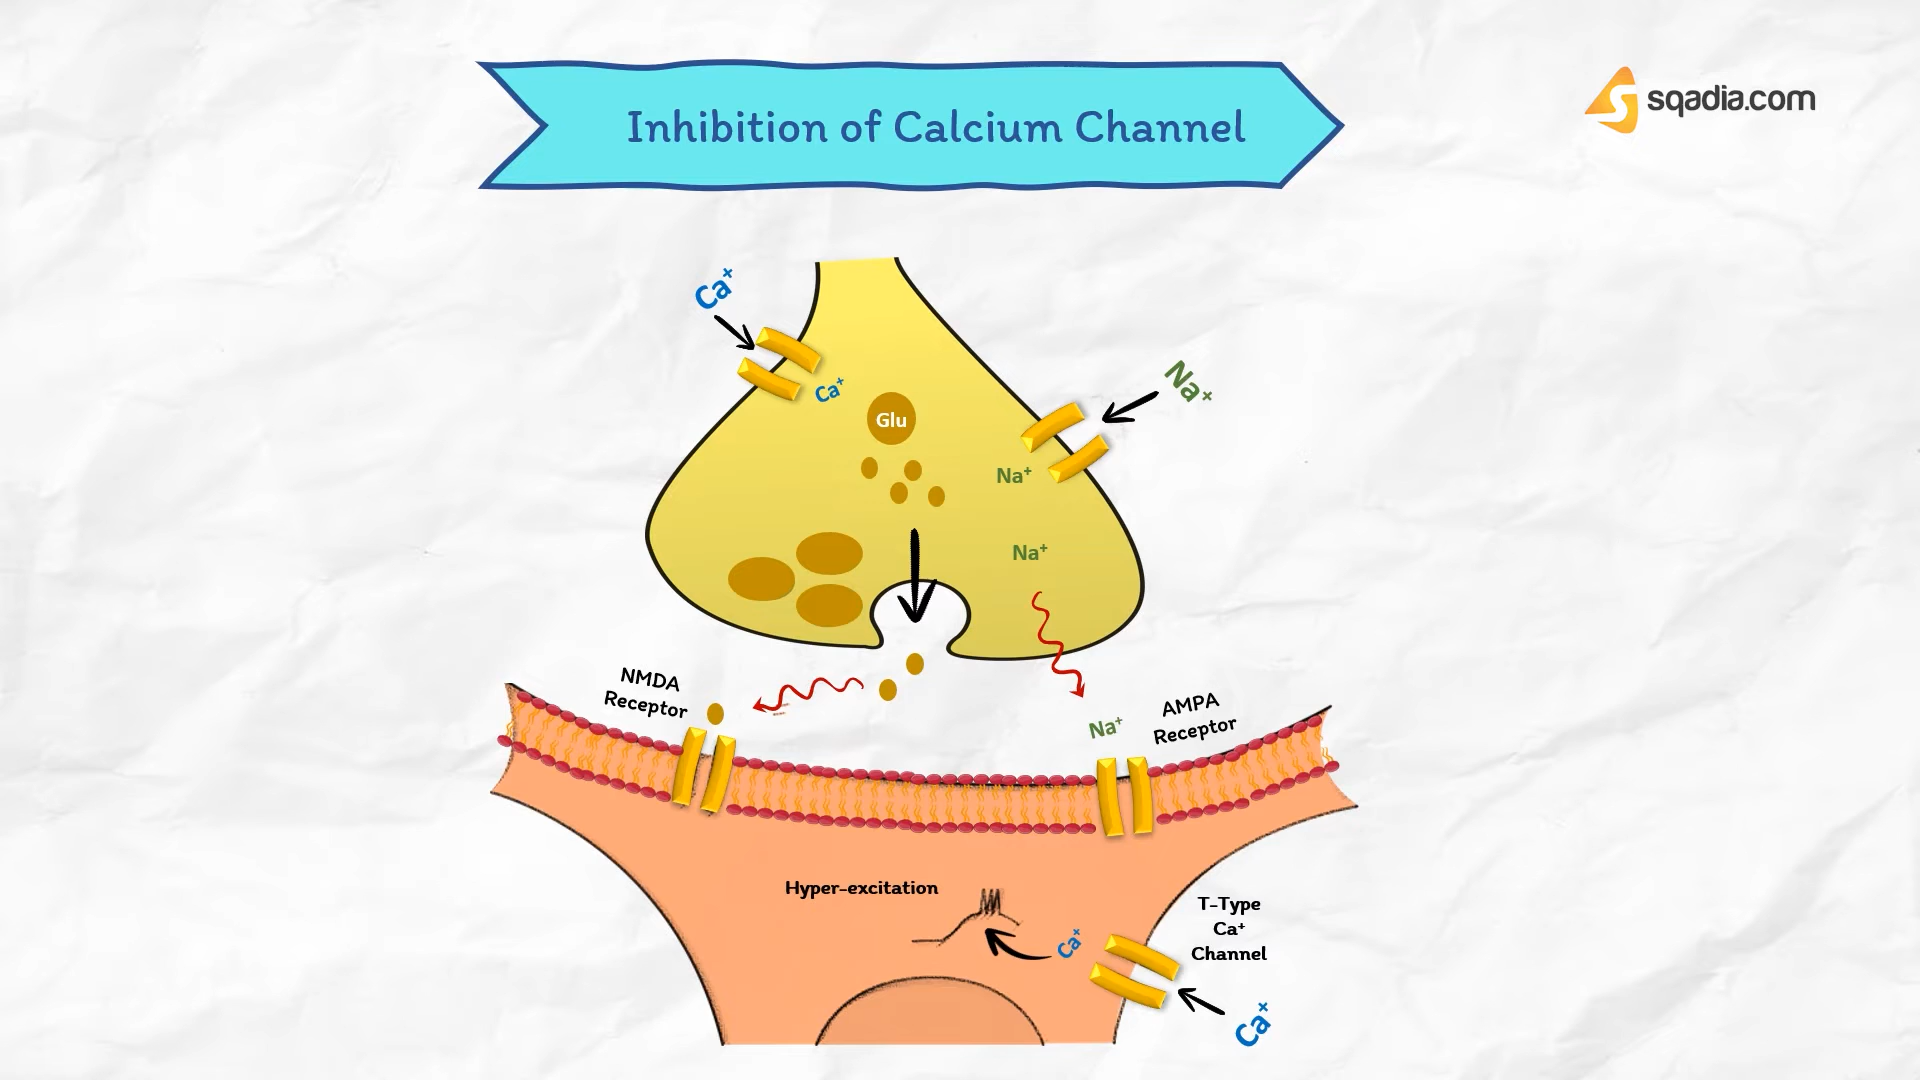 Inhibition of Calcium Channel
sqadia.com
Ca⁺
Ca⁺
Glu
Na⁺
Na⁺
Na⁺
NMDA
Receptor
Na⁺
AMPA
Receptor
Hyper-excitation
Ca⁺
T-Type
Ca⁺
Channel
Ca⁺